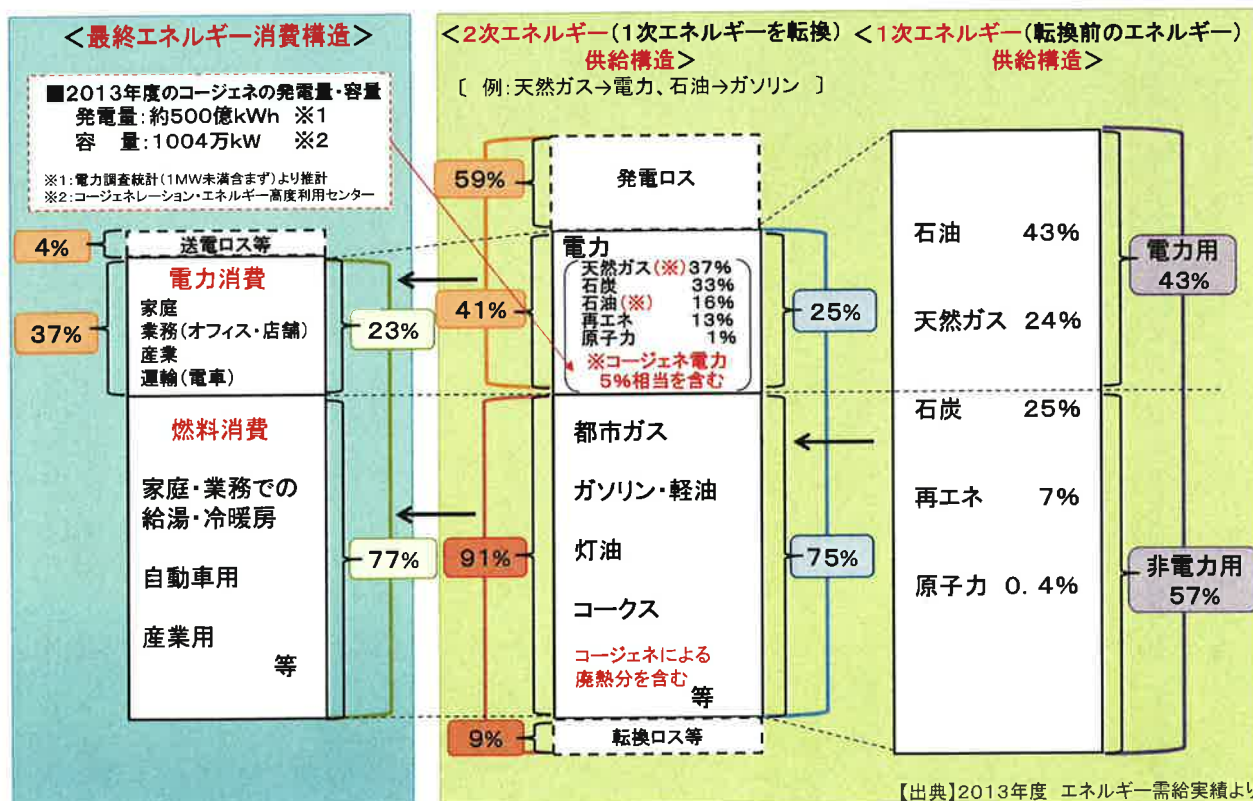 ＜最終エネルギー消費構造＞
■2013年度のコージェネの発電量・容量
発電量：約500億kWh ※1
容　量：1004万kW ※2
※1：電力調査統計（1MW未満含まず）より推計
※2：コージェネレーション・エネルギー高度利用センター
4%
送電ロス等
37%
電力消費
家庭
業務（オフィス・店舗）
産業
運輸（電車）
23%
燃料消費
家庭・業務での
給湯・冷暖房
自動車用
産業用
等
77%
＜2次エネルギー（1次エネルギーを転換）
供給構造＞
［ 例：天然ガス→電力、石油→ガソリン ］
59%
発電ロス
41%
電力
天然ガス（※）37%
石炭 33%
石油（※） 16%
再エネ 13%
原子力 1%
※コージェネ電力
5%相当を含む
25%
91%
都市ガス
ガソリン・軽油
灯油
コークス
コージェネによる
廃熱分を含む
等
75%
9%
転換ロス等
＜1次エネルギー（転換前のエネルギー）
供給構造＞
石油 43%
天然ガス 24%
石炭 25%
再エネ 7%
原子力 0.4%
電力用
43%
非電力用
57%
【出典】2013年度 エネルギー需給実績より